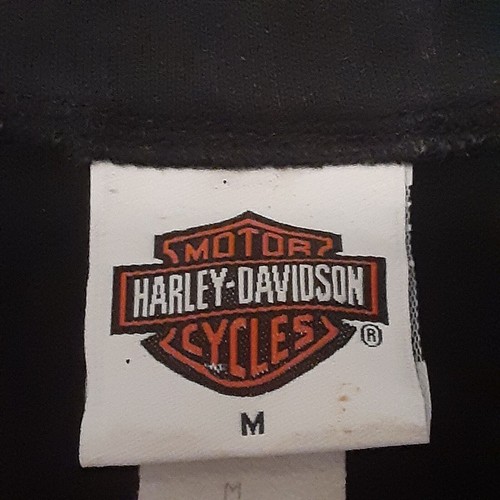 MOTOR
HARLEY-DAVIDSON
®
CYCLES
M
M